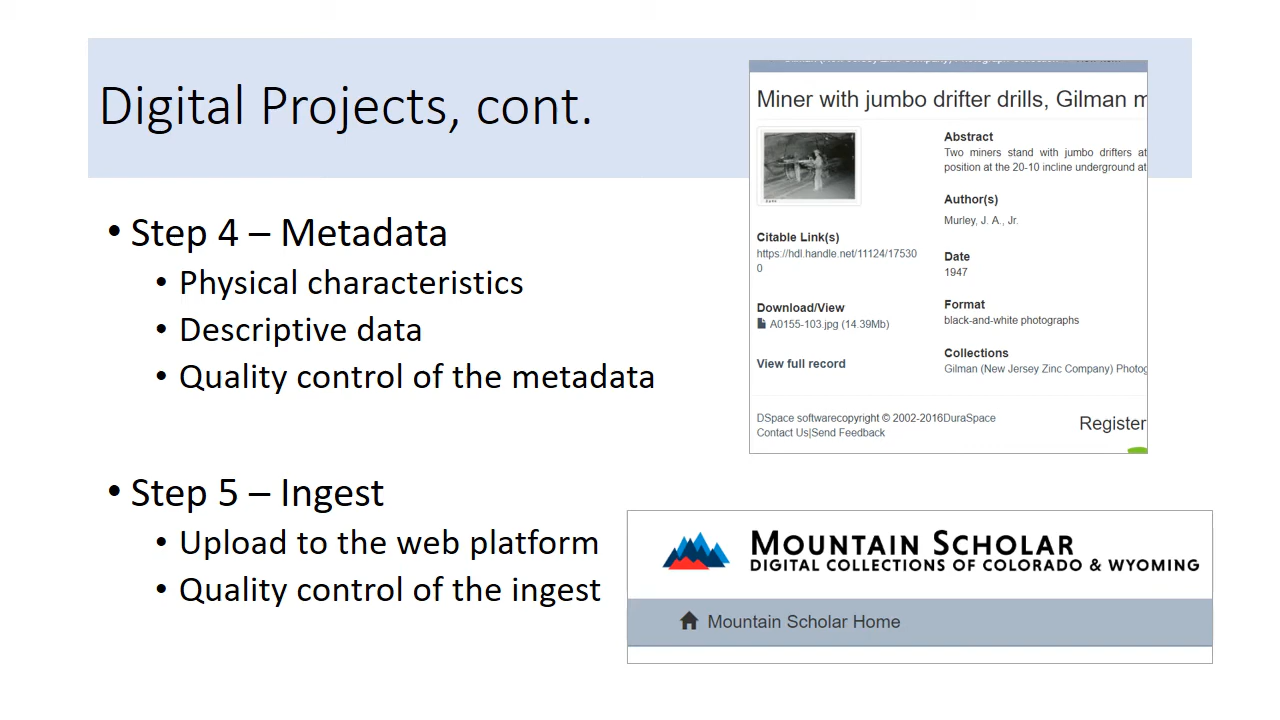 Digital Projects, cont.
• Step 4 – Metadata
• Physical characteristics
• Descriptive data
• Quality control of the metadata
• Step 5 – Ingest
• Upload to the web platform
• Quality control of the ingest
Miner with jumbo drifter drills, Gilman m
Citable Link(s)
https://hdl.handle.net/11124/17530
0
Download/View
A0155-103.jpg (14.39Mb)
View full record
Abstract
Two miners stand with jumbo drifters at
position at the 20-10 incline underground at
Author(s)
Murley, J. A., Jr.
Date
1947
Format
black-and-white photographs
Collections
Gilman (New Jersey Zinc Company) Photog
DSpace softwarecopyright © 2002-2016DuraSpace
Contact Us|Send Feedback
Register
MOUNTAIN SCHOLAR
DIGITAL COLLECTIONS OF COLORADO & WYOMING
Mountain Scholar Home